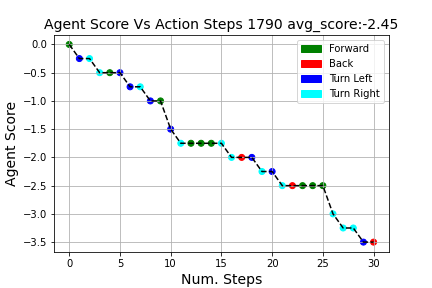 Agent Score Vs Action Steps 1790 avg_score:-2.45
Agent Score
0.0
−0.5
−1.0
−1.5
−2.0
−2.5
−3.0
−3.5
Forward
Back
Turn Left
Turn Right
0 5 10 15 20 25 30
Num. Steps